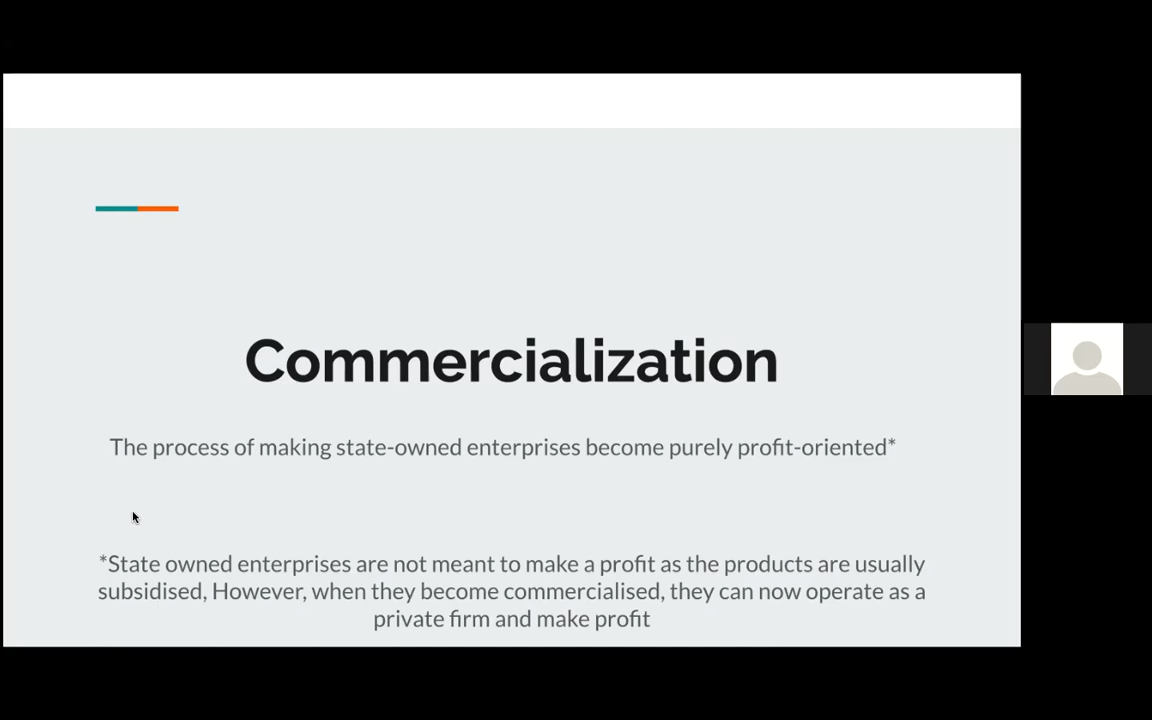 Commercialization
The process of making state-owned enterprises become purely profit-oriented*
*State owned enterprises are not meant to make a profit as the products are usually
subsidised, However, when they become commercialised, they can now operate as a
private firm and make profit